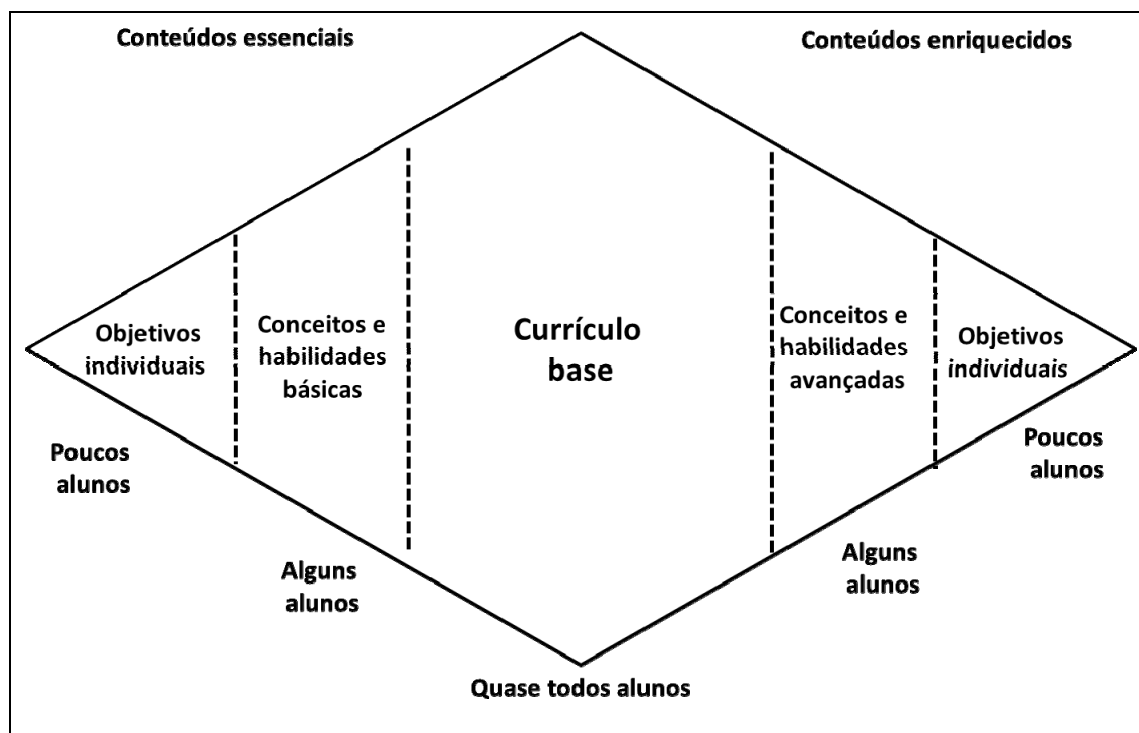 Conteúdos essenciais
Conteúdos enriquecidos
Objetivos
individuais
Conceitos e
habilidades
básicas
Currículo
base
Conceitos e
habilidades
avançadas
Objetivos
individuais
Poucos
alunos
Alguns
alunos
Quase todos alunos
Alguns
alunos
Poucos
alunos